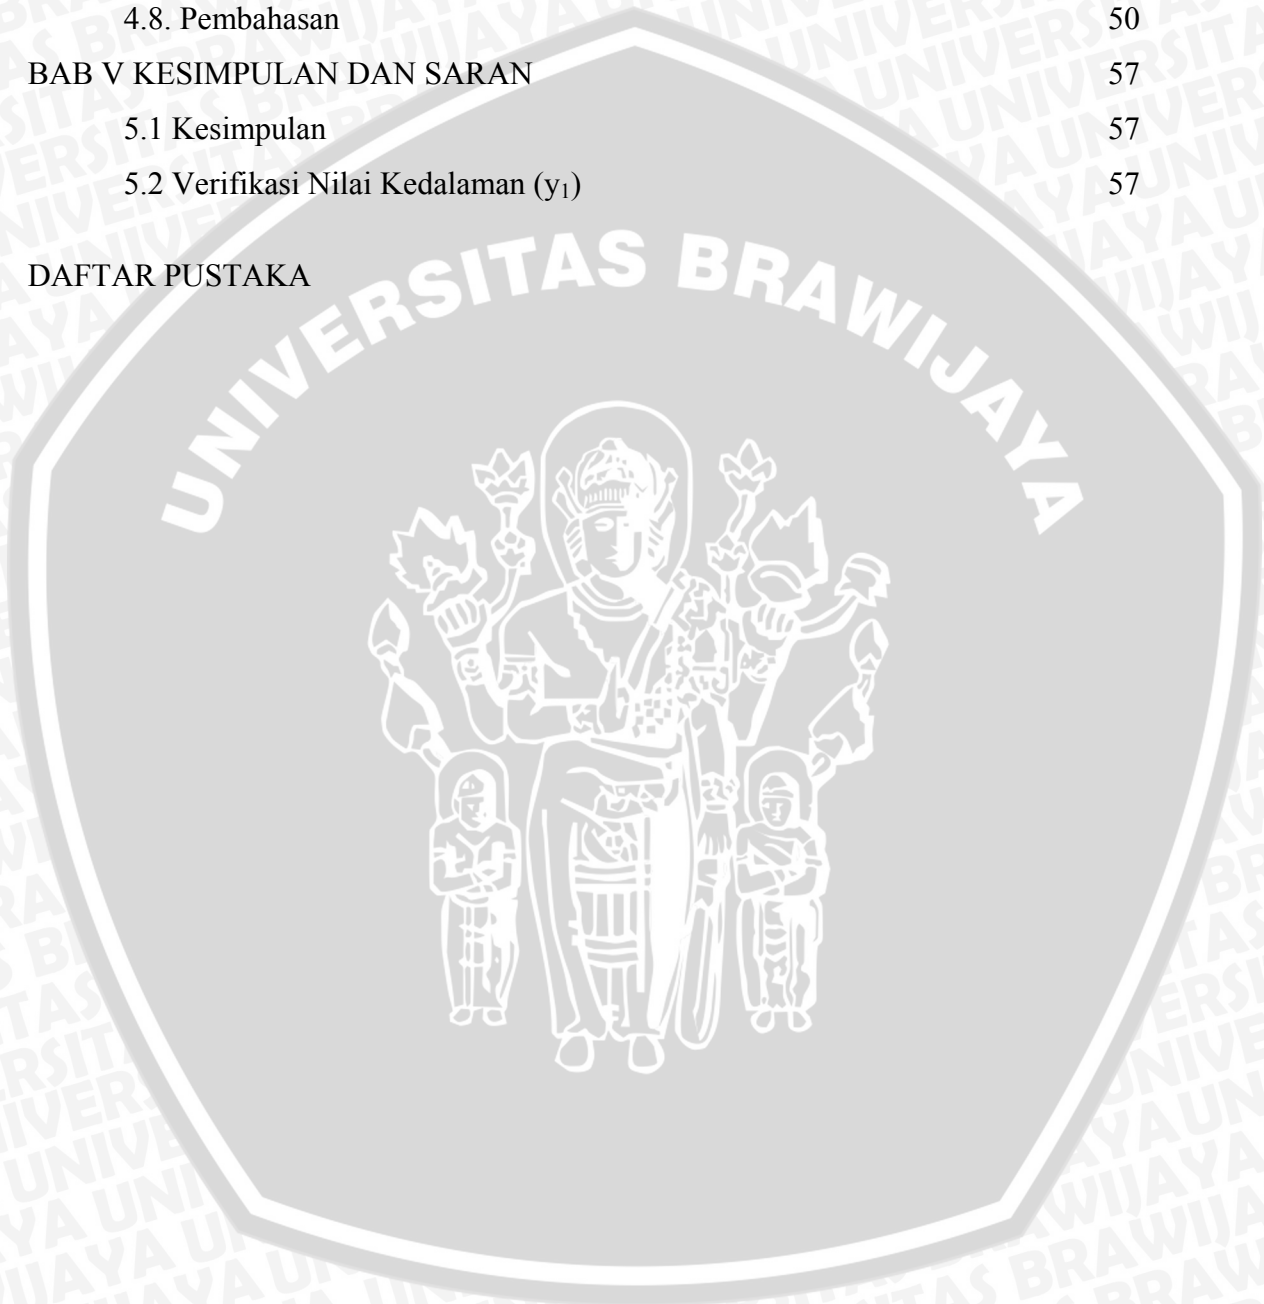 4.8. Pembahasan 50
BAB V KESIMPULAN DAN SARAN 57
5.1 Kesimpulan 57
5.2 Verifikasi Nilai Kedalaman (y₁) 57
DAFTAR PUSTAKA
UNIVERSITAS BRAWIJAYA